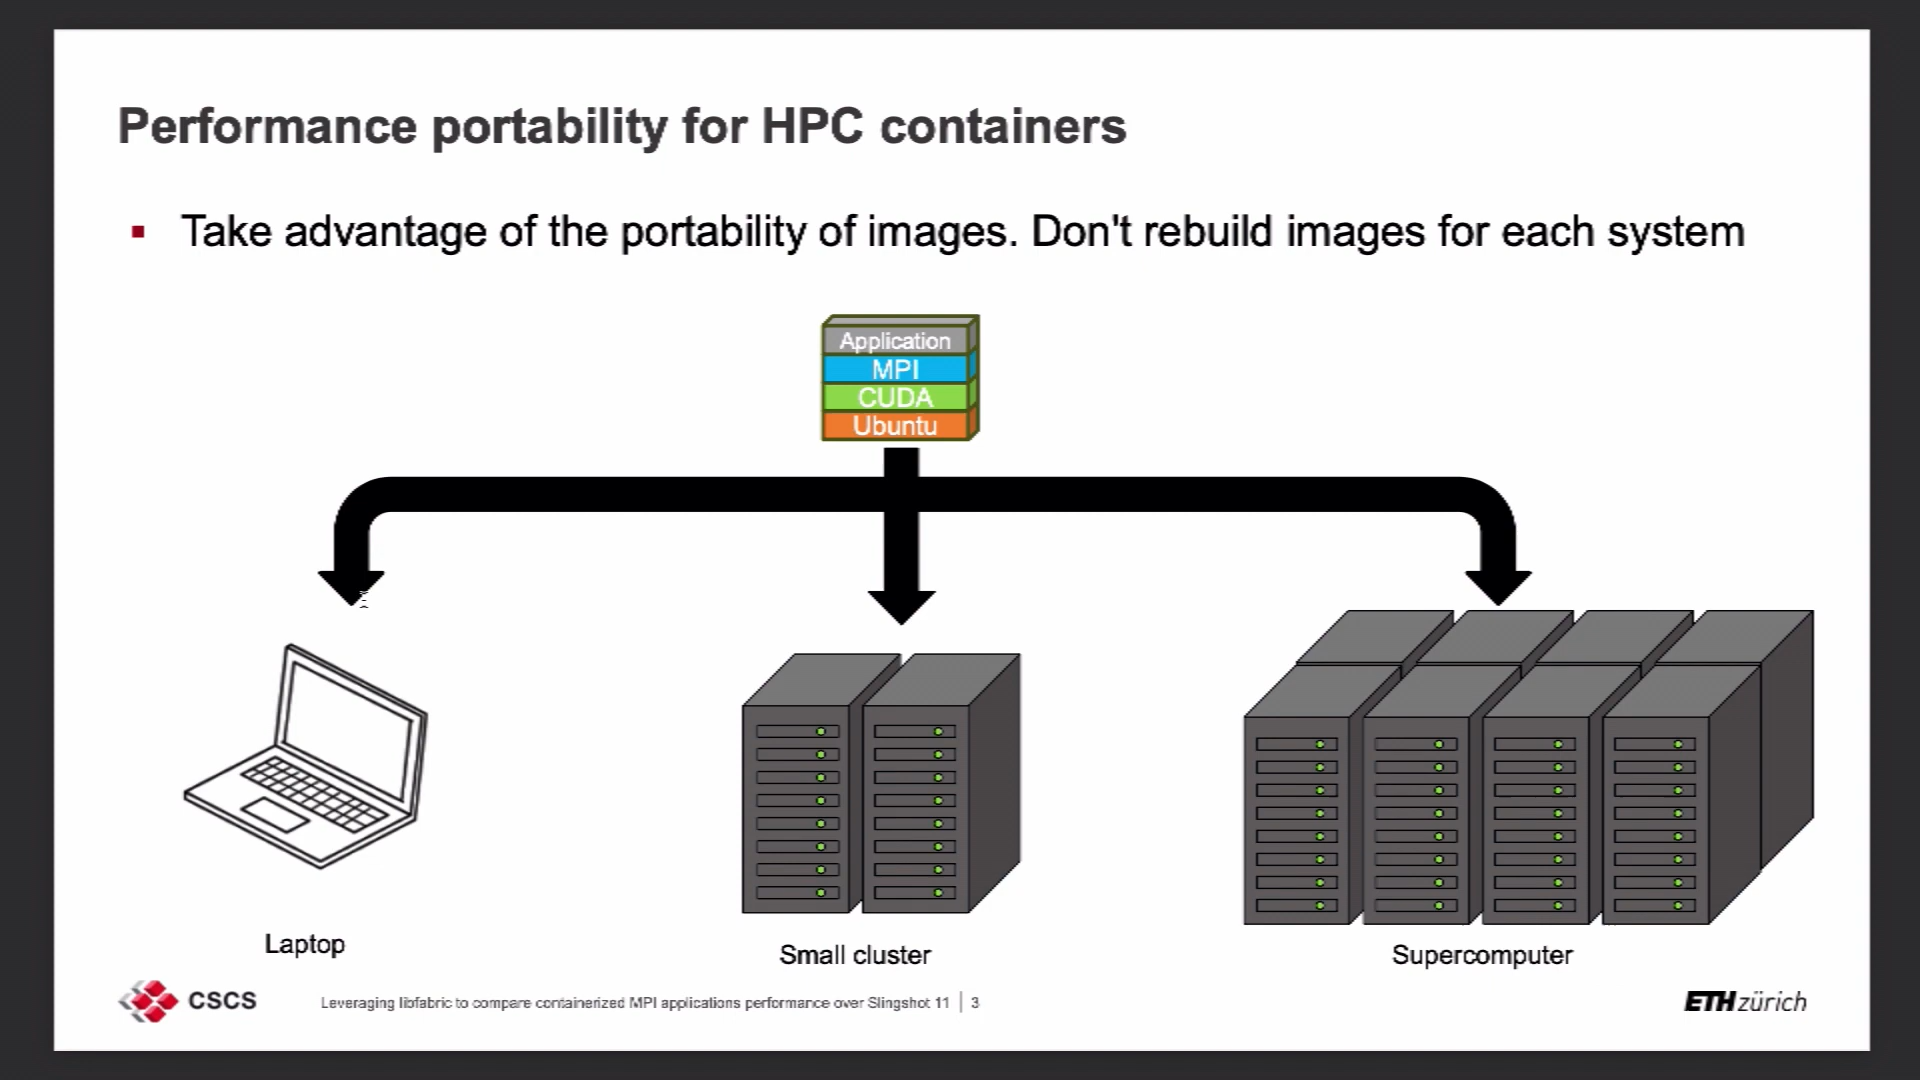 Performance portability for HPC containers
▪ Take advantage of the portability of images. Don't rebuild images for each system
Application
MPI
CUDA
Ubuntu
Laptop
Small cluster
Supercomputer
CSCS
Leveraging libfabric to compare containerized MPI applications performance over Slingshot 11 | 3
ETH zürich